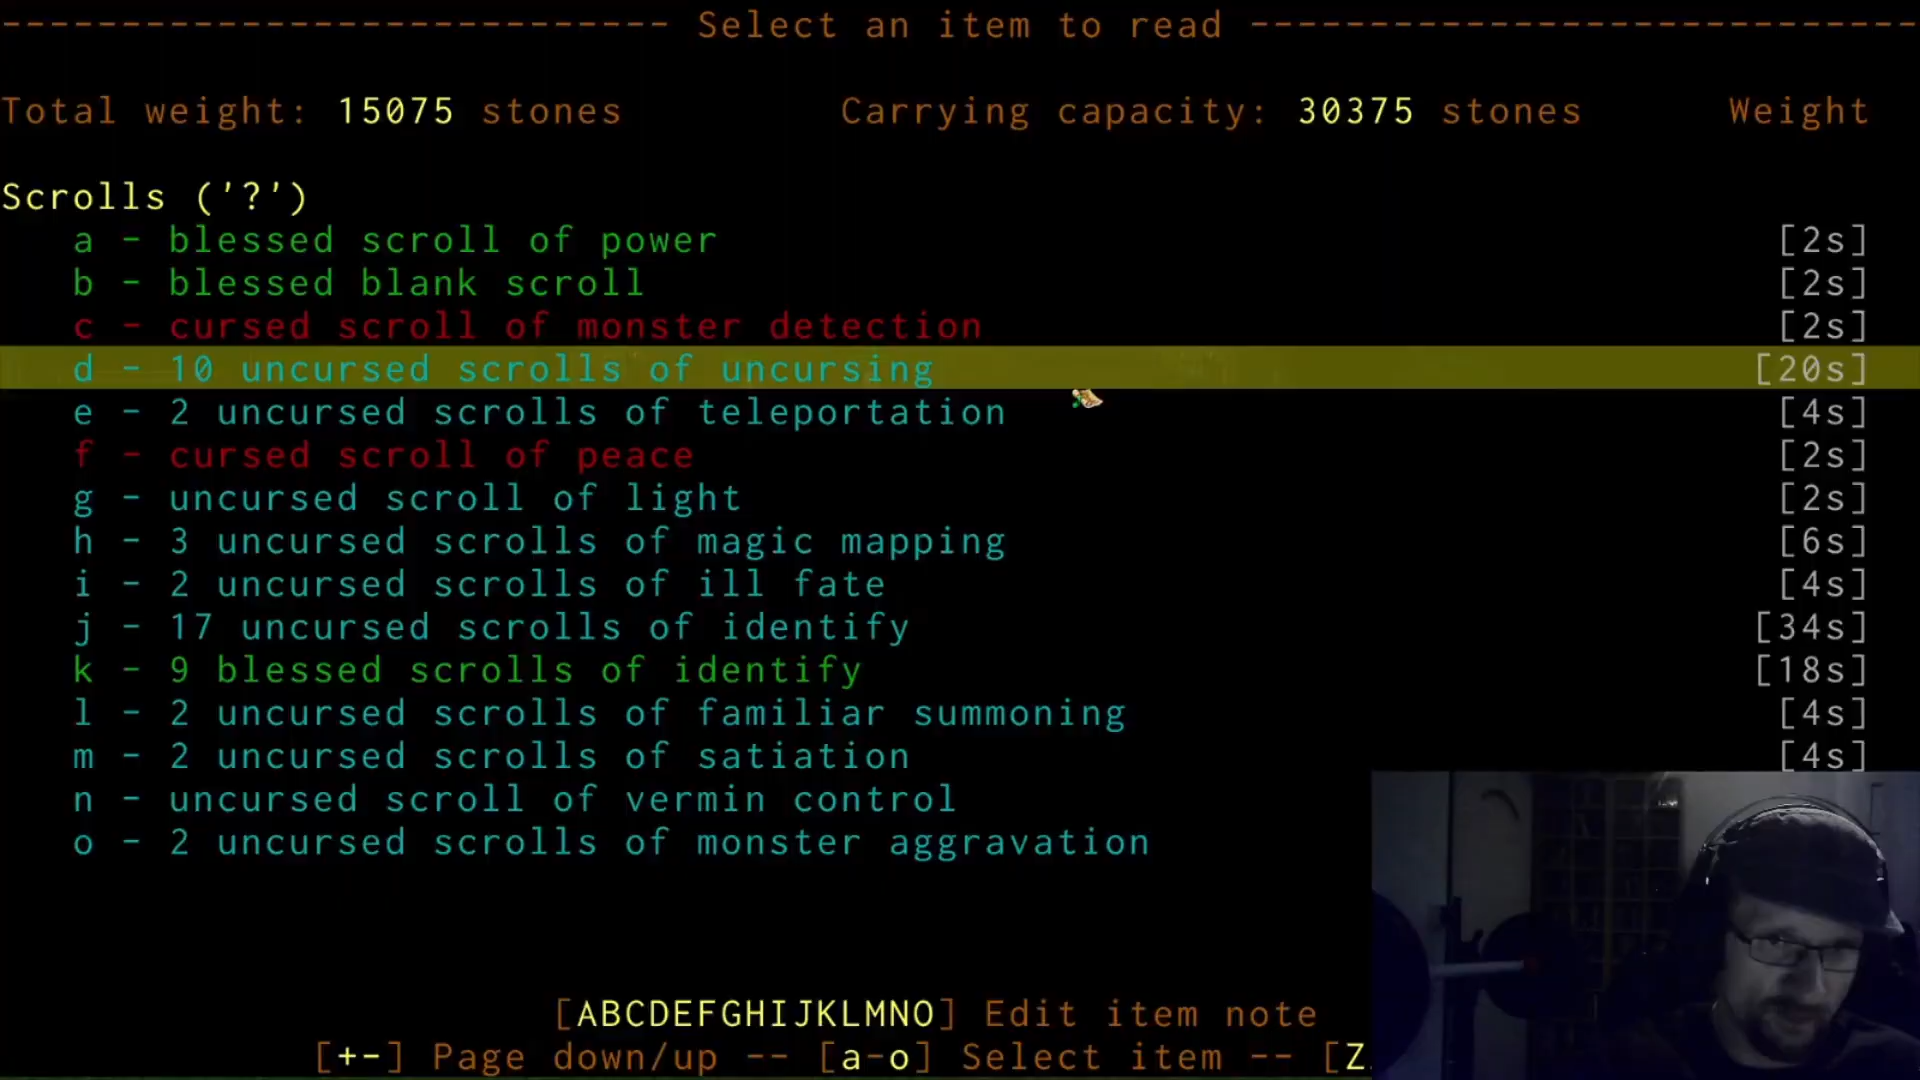 ---------------------------- Select an item to read ----------------------------
Total weight: 15075 stones Carrying capacity: 30375 stones Weight
Scrolls ('?')
a - blessed scroll of power [2s]
b - blessed blank scroll [2s]
c - cursed scroll of monster detection [2s]
d - 10 uncursed scrolls of uncursing [20s]
e - 2 uncursed scrolls of teleportation [4s]
f - cursed scroll of peace [2s]
g - uncursed scroll of light [2s]
h - 3 uncursed scrolls of magic mapping [6s]
i - 2 uncursed scrolls of ill fate [4s]
j - 17 uncursed scrolls of identify [34s]
k - 9 blessed scrolls of identify [18s]
l - 2 uncursed scrolls of familiar summoning [4s]
m - 2 uncursed scrolls of satiation [4s]
n - uncursed scroll of vermin control
o - 2 uncursed scrolls of monster aggravation
[ABCDEFGHIJKLMNO] Edit item note
[+-] Page down/up -- [a-o] Select item -- [Z